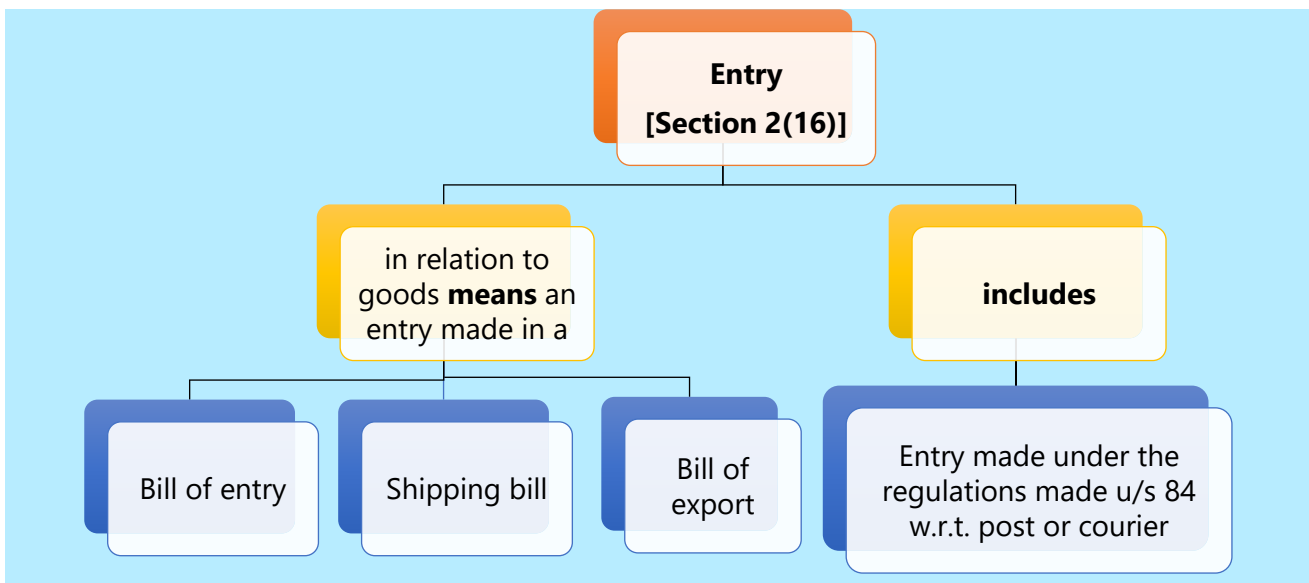 Entry
[Section 2(16)]
in relation to
goods means an
entry made in a
includes
Bill of entry
Shipping bill
Bill of
export
Entry made under the
regulations made u/s 84
w.r.t. post or courier